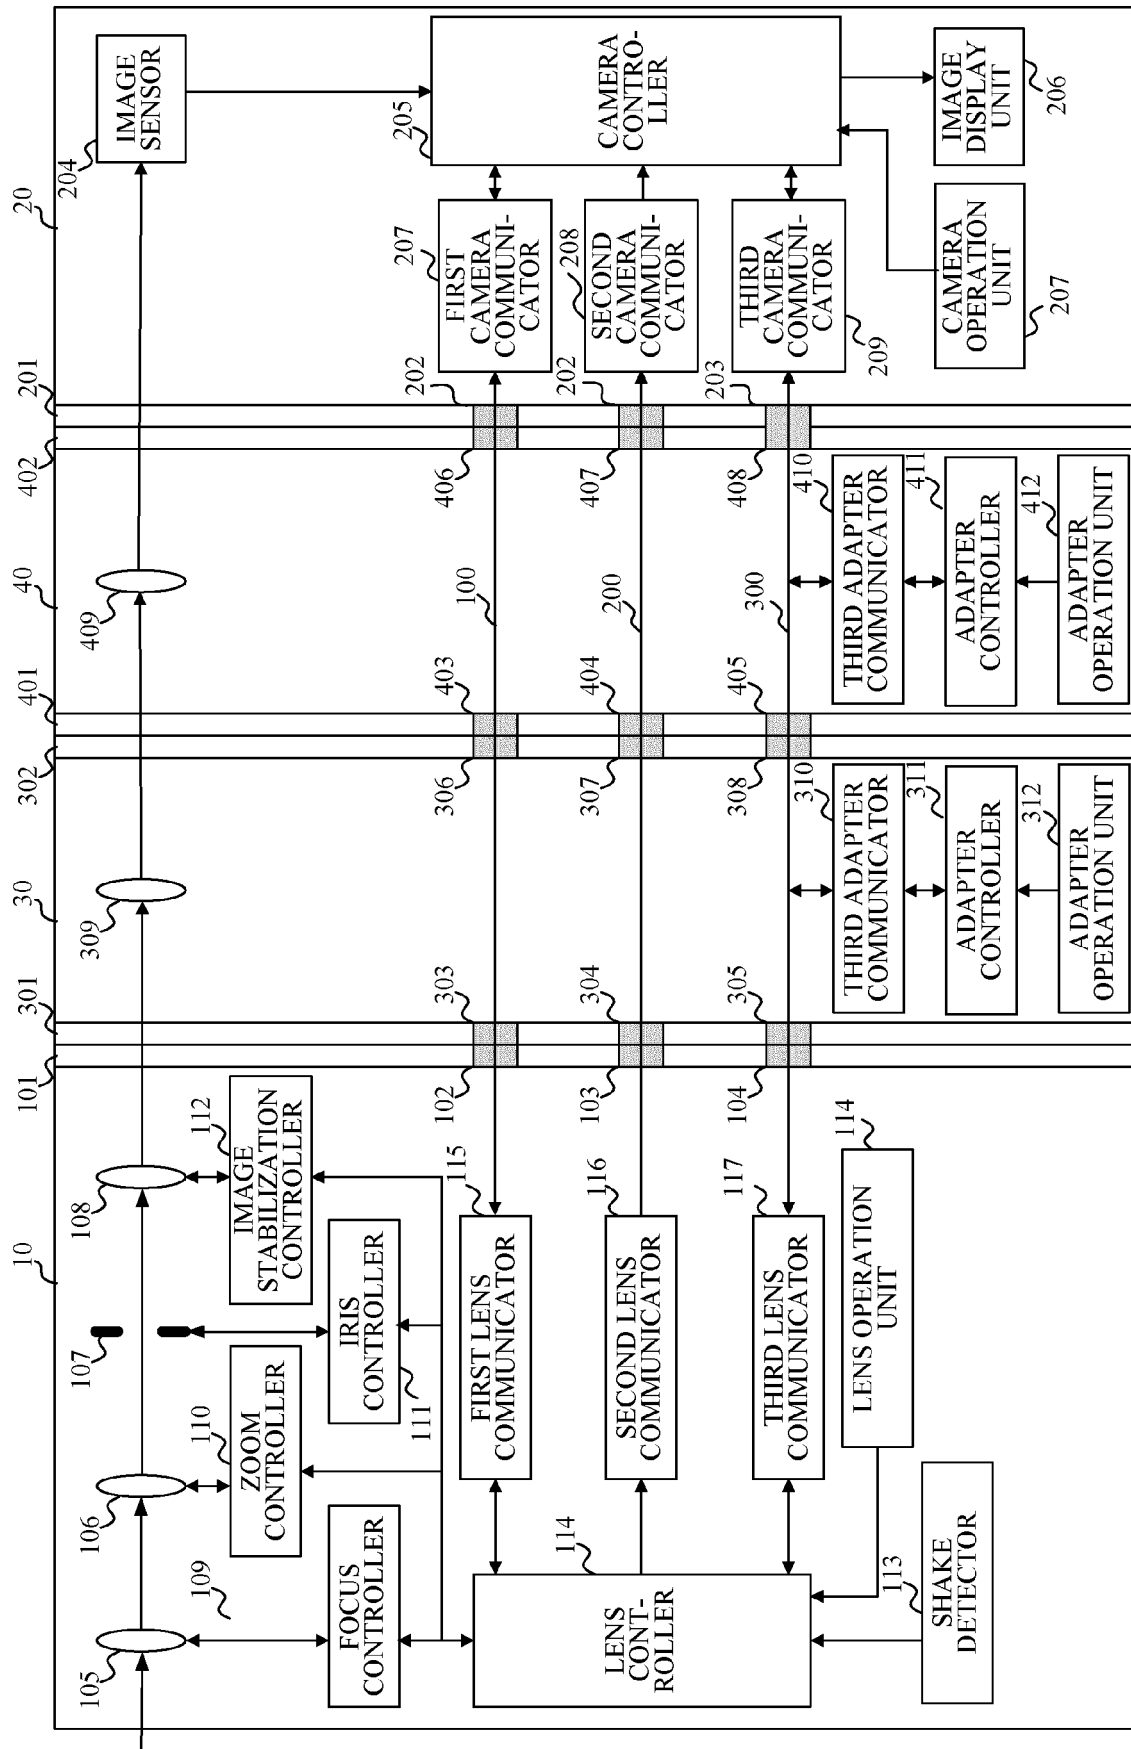 10
101
301
30
302
401
40
402
201
20
105
106
107
108
309
409
204
IMAGE
SENSOR
109
FOCUS
CONTROLLER
110
ZOOM
CONTROLLER
IRIS
CONTROLLER
111
112
IMAGE
STABILIZATION
CONTROLLER
114
LENS
CONT-
ROLLER
115
FIRST LENS
COMMUNICATOR
116
SECOND LENS
COMMUNICATOR
117
THIRD LENS
COMMUNICATOR
114
LENS OPERATION
UNIT
113
SHAKE
DETECTOR
102
303
103
304
104
305
306
403
307
404
308
405
100
200
300
310
THIRD ADAPTER
COMMUNICATOR
311
ADAPTER
CONTROLLER
312
ADAPTER
OPERATION UNIT
410
THIRD ADAPTER
COMMUNICATOR
411
ADAPTER
CONTROLLER
412
ADAPTER
OPERATION UNIT
406
202
407
202
408
203
207
FIRST
CAMERA
COMMUNI-
CATOR
208
SECOND
CAMERA
COMMUNI-
CATOR
THIRD
CAMERA
COMMUNI-
CATOR
209
205
CAMERA
CONTRO-
LLER
CAMERA
OPERATION
UNIT
207
IMAGE
DISPLAY
UNIT
206